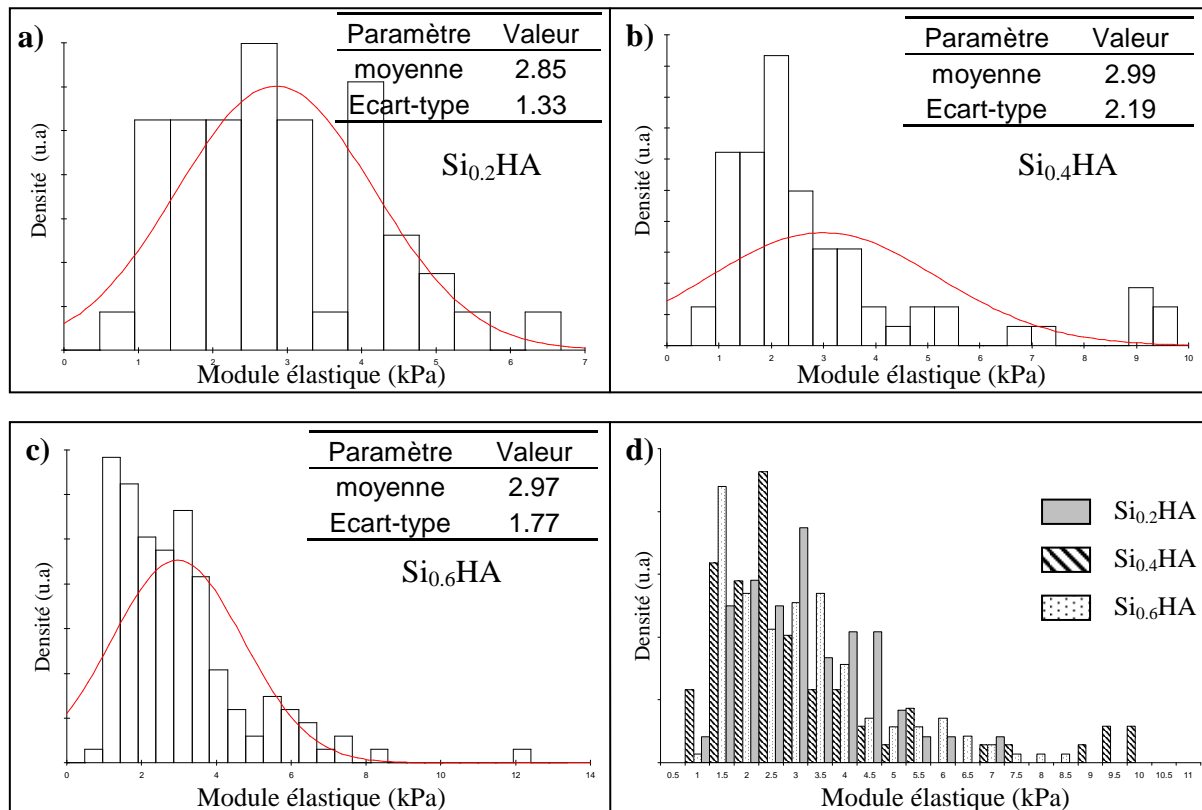 a)
Paramètre Valeur
moyenne 2.85
Ecart-type 1.33
Si0.2HA
Densité (u.a)
0 1 2 3 4 5 6 7
Module élastique (kPa)
b)
Paramètre Valeur
moyenne 2.99
Ecart-type 2.19
Si0.4HA
Densité (u.a)
0 1 2 3 4 5 6 7 8 9 10
Module élastique (kPa)
c)
Paramètre Valeur
moyenne 2.97
Ecart-type 1.77
Si0.6HA
Densité (u.a)
0 2 4 6 8 10 12 14
Module élastique (kPa)
d)
Si0.2HA
Si0.4HA
Si0.6HA
Densité (u.a)
0.5 1 1.5 2 2.5 3 3.5 4 4.5 5 5.5 6 6.5 7 7.5 8 8.5 9 9.5 10 10.5 11
Module élastique (kPa)